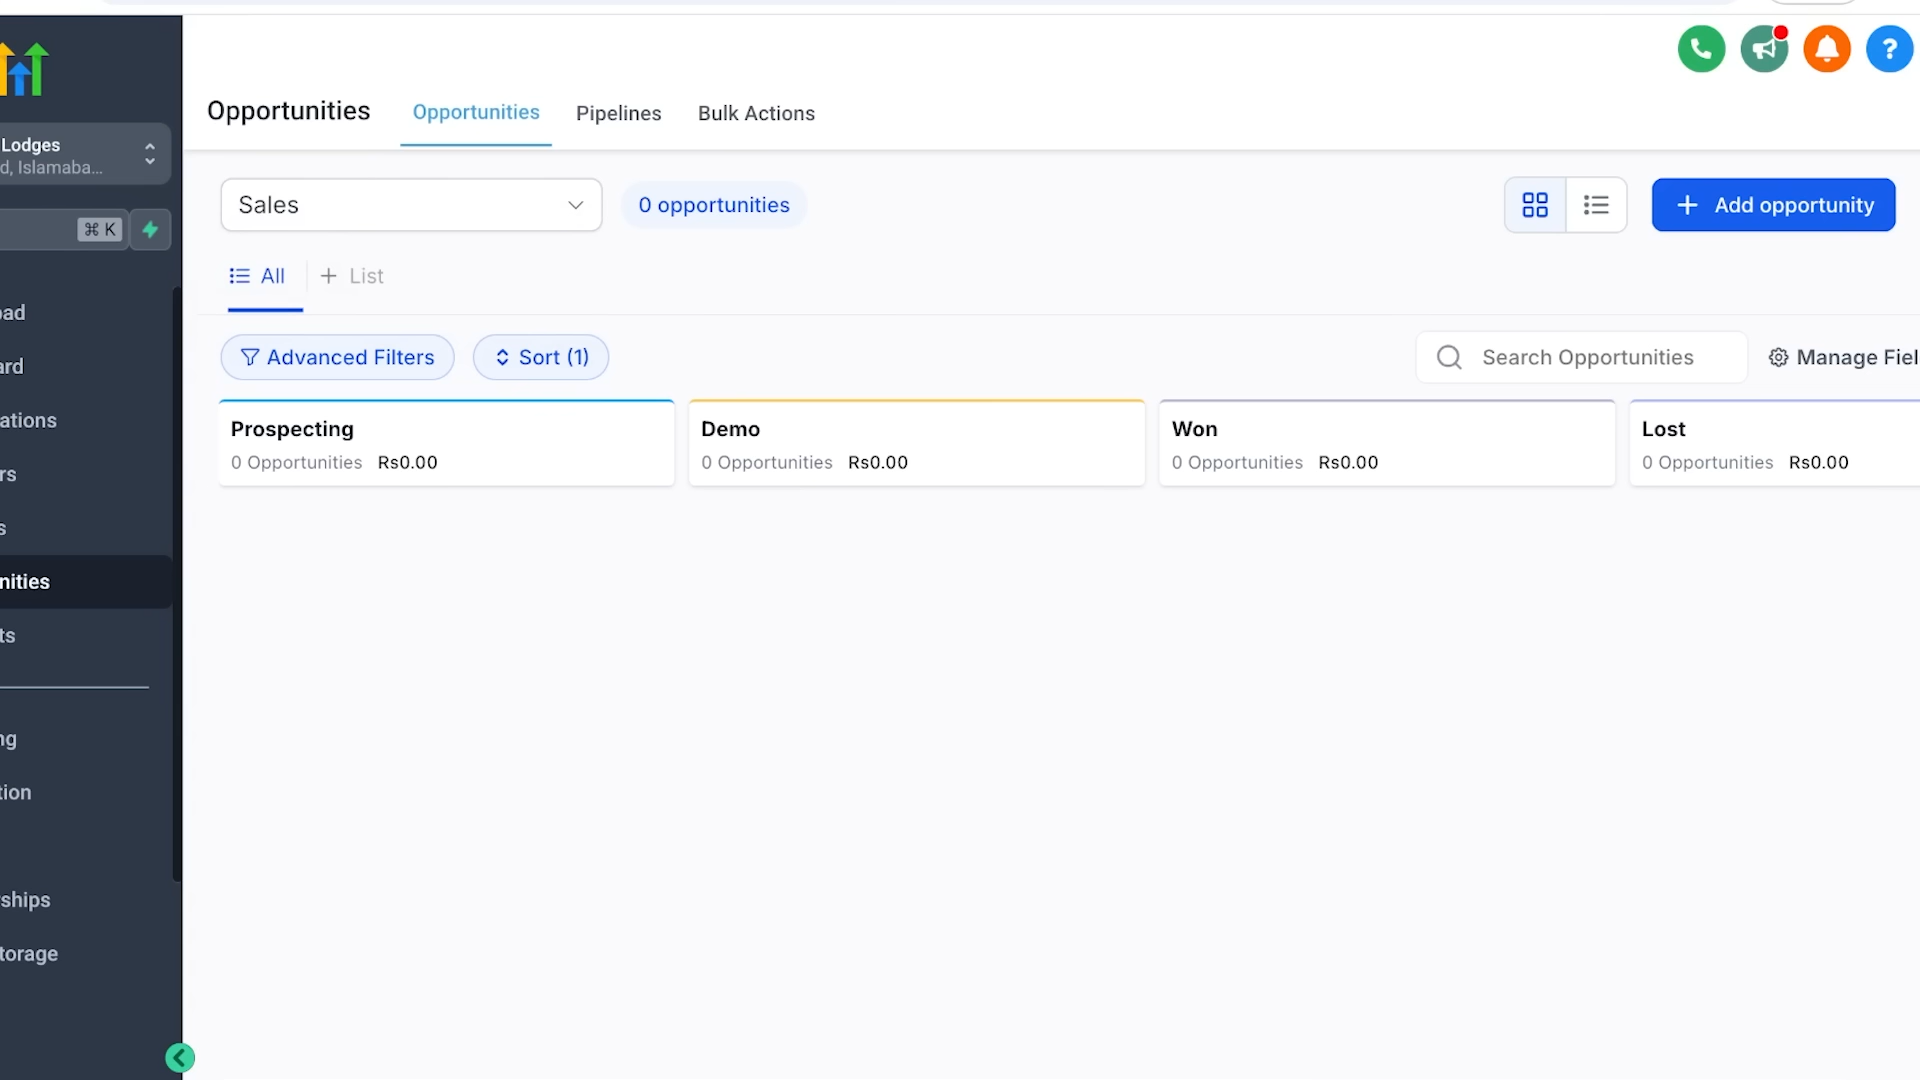 Lodges
d, Islamaba...
⌘ K
ard
ations
rs
s
nities
ts
ng
tion
ships
torage
Opportunities
Opportunities
Pipelines
Bulk Actions
Sales
0 opportunities
+ Add opportunity
All
+ List
Advanced Filters
Sort (1)
Search Opportunities
Manage Fiel
Prospecting
0 Opportunities Rs0.00
Demo
0 Opportunities Rs0.00
Won
0 Opportunities Rs0.00
Lost
0 Opportunities Rs0.00